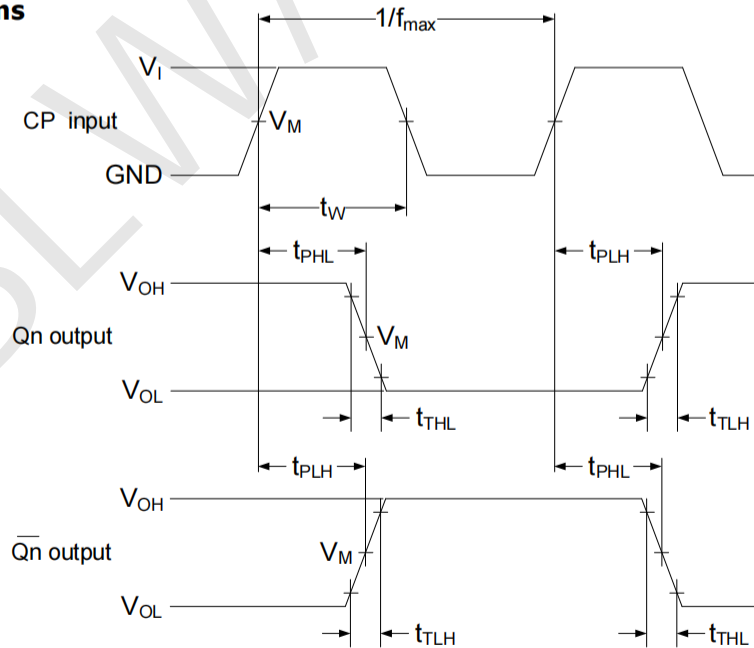 ns
1/fmax
VI
CP input
VM
GND
tW
tPHL
tPLH
VOH
Qn output
VM
VOL
tTHL
tTLH
tPLH
tPHL
VOH
Q̅n̅ output
VM
VOL
tTLH
tTHL